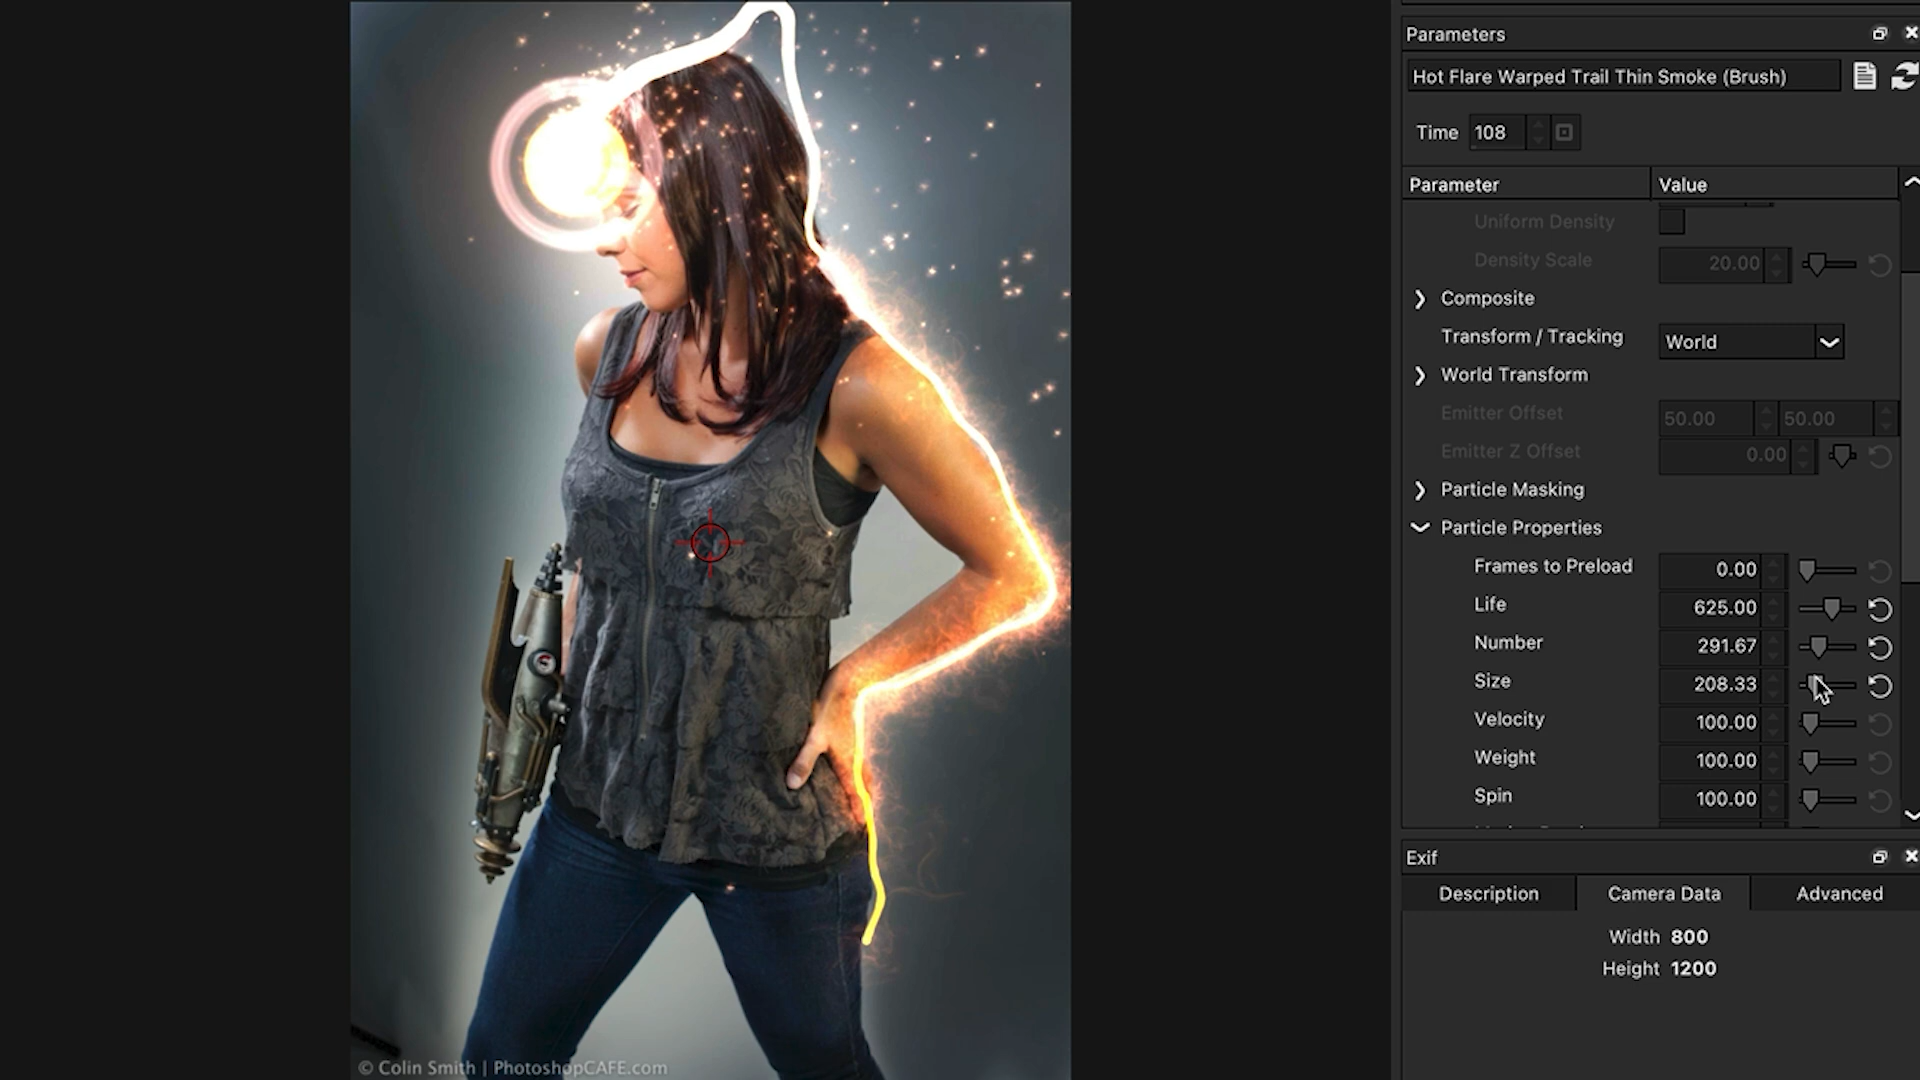 Parameters
Hot Flare Warped Trail Thin Smoke (Brush)
Time 108
Parameter Value
Uniform Density
Density Scale 20.00
Composite
Transform / Tracking World
World Transform
Emitter Offset 50.00 50.00
Emitter Z Offset 0.00
Particle Masking
Particle Properties
Frames to Preload 0.00
Life 625.00
Number 291.67
Size 208.33
Velocity 100.00
Weight 100.00
Spin 100.00
Exif
Description Camera Data Advanced
Width 800
Height 1200
© Colin Smith | PhotoshopCAFE.com